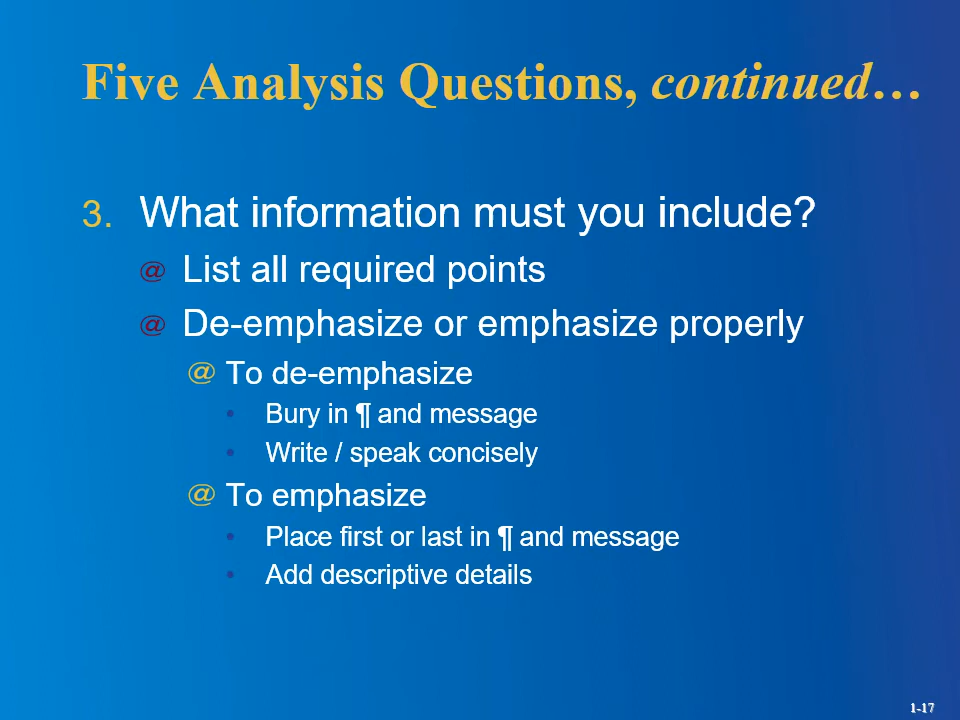 Five Analysis Questions, continued…
3. What information must you include?
@ List all required points
@ De-emphasize or emphasize properly
@ To de-emphasize
• Bury in ¶ and message
• Write / speak concisely
@ To emphasize
• Place first or last in ¶ and message
• Add descriptive details
1-17